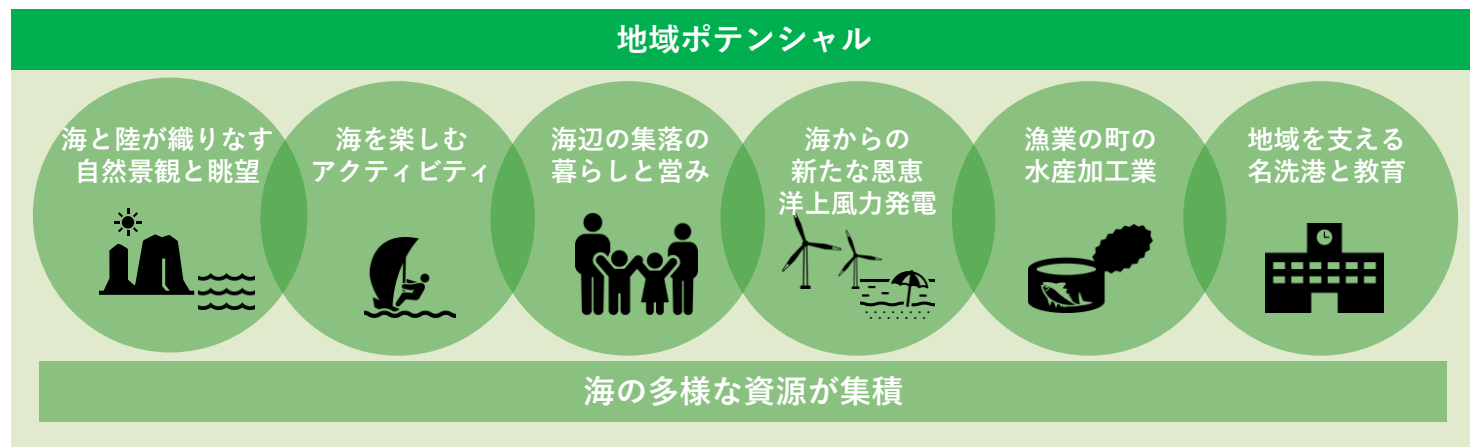 地域ポテンシャル
海と陸が織りなす
自然景観と眺望
海を楽しむ
アクティビティ
海辺の集落の
暮らしと営み
海からの
新たな恩恵
洋上風力発電
漁業の町の
水産加工業
地域を支える
名洗港と教育
海の多様な資源が集積